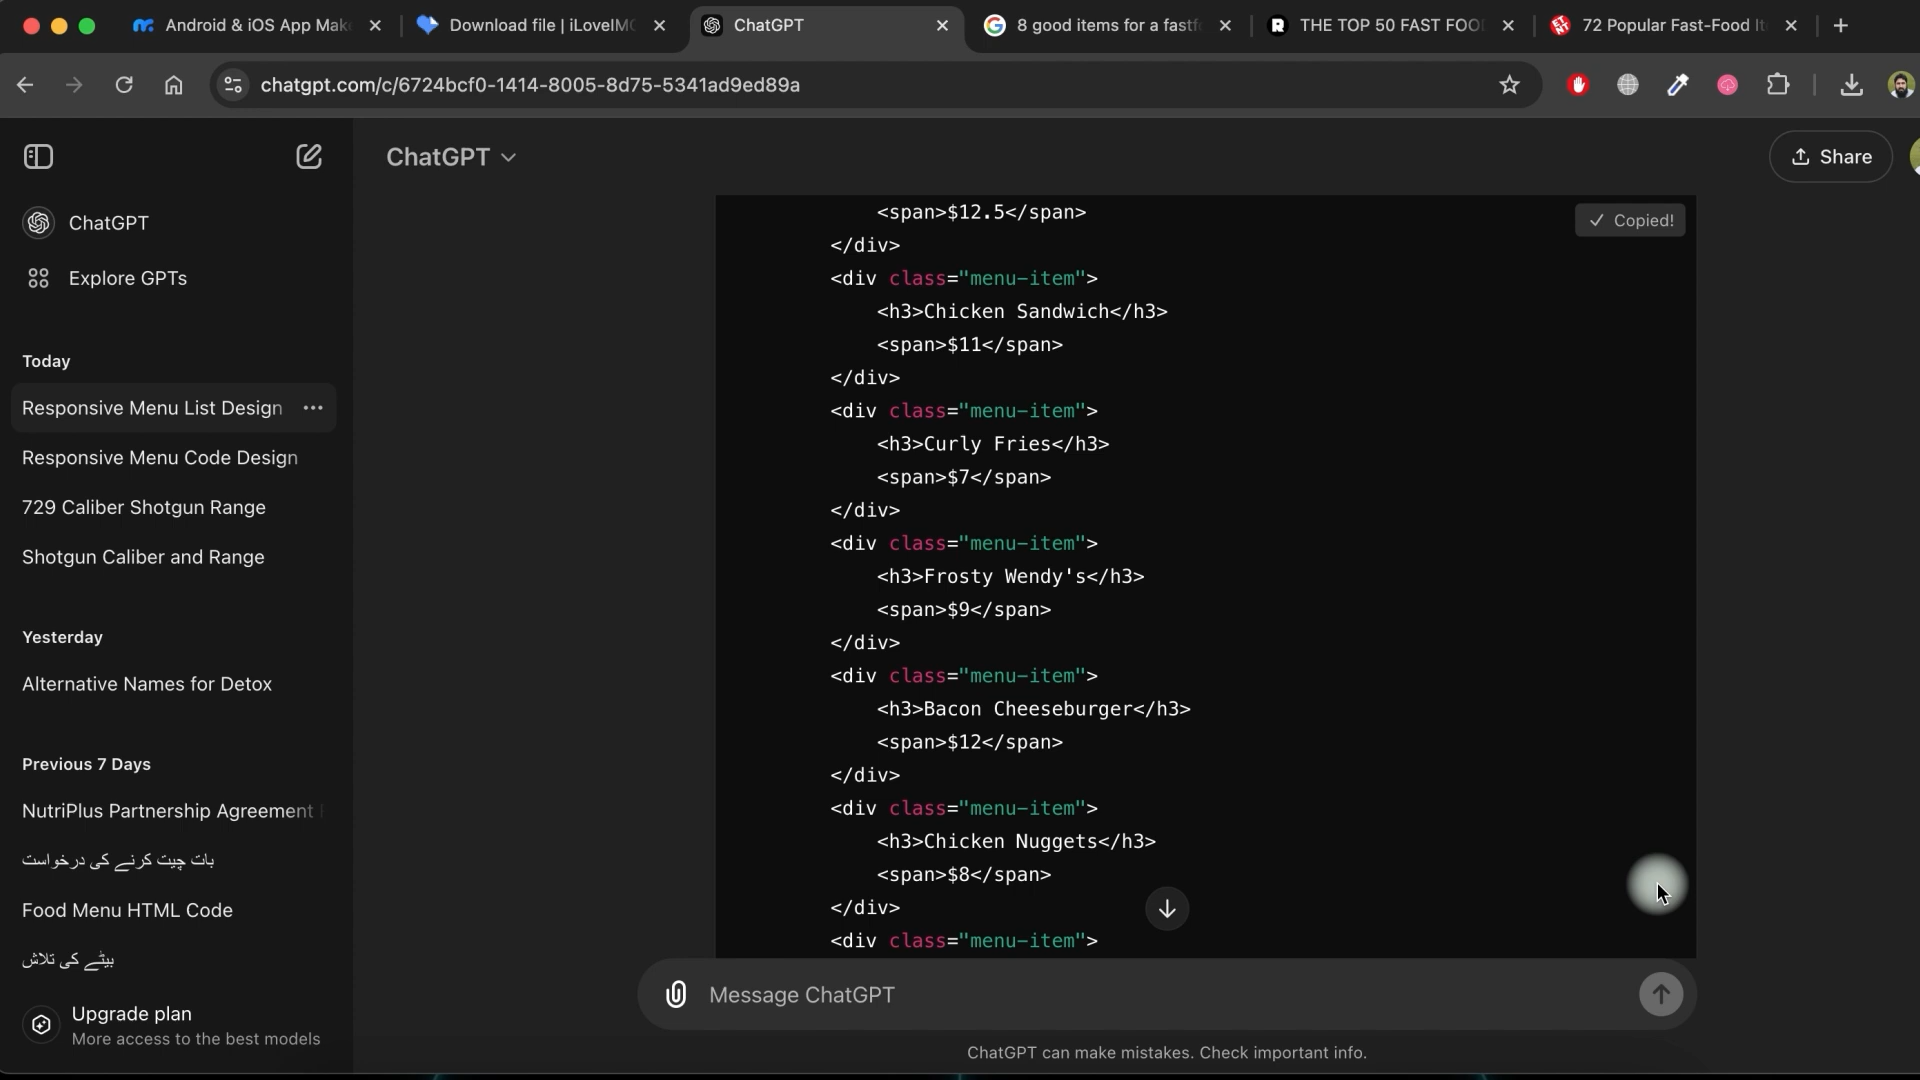 Android & iOS App Mak
Download file | iLoveIMG
ChatGPT
8 good items for a fastf
THE TOP 50 FAST FOO
72 Popular Fast-Food It
chatgpt.com/c/6724bcf0-1414-8005-8d75-5341ad9ed89a
ChatGPT
Share
ChatGPT
Explore GPTs
Today
Responsive Menu List Design
Responsive Menu Code Design
729 Caliber Shotgun Range
Shotgun Caliber and Range
Yesterday
Alternative Names for Detox
Previous 7 Days
NutriPlus Partnership Agreement
بات چیت کرنے کی درخواست
Food Menu HTML Code
بیٹے کی تلاش
Upgrade plan
More access to the best models
<span>$12.5</span>
Copied!
</div>
<div class="menu-item">
<h3>Chicken Sandwich</h3>
<span>$11</span>
</div>
<div class="menu-item">
<h3>Curly Fries</h3>
<span>$7</span>
</div>
<div class="menu-item">
<h3>Frosty Wendy's</h3>
<span>$9</span>
</div>
<div class="menu-item">
<h3>Bacon Cheeseburger</h3>
<span>$12</span>
</div>
<div class="menu-item">
<h3>Chicken Nuggets</h3>
<span>$8</span>
</div>
<div class="menu-item">
Message ChatGPT
ChatGPT can make mistakes. Check important info.